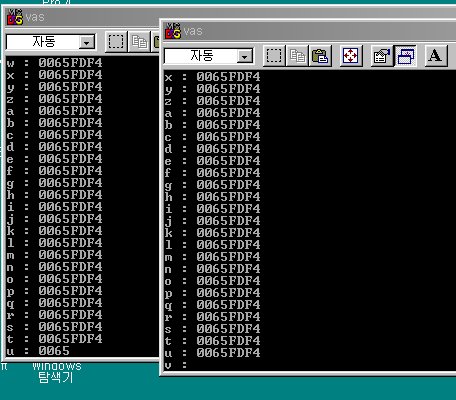 Pro 4
vas
자동
w : 0065FDF4
x : 0065FDF4
y : 0065FDF4
z : 0065FDF4
a : 0065FDF4
b : 0065FDF4
c : 0065FDF4
d : 0065FDF4
e : 0065FDF4
f : 0065FDF4
g : 0065FDF4
h : 0065FDF4
i : 0065FDF4
j : 0065FDF4
k : 0065FDF4
l : 0065FDF4
m : 0065FDF4
n : 0065FDF4
o : 0065FDF4
p : 0065FDF4
q : 0065FDF4
r : 0065FDF4
s : 0065FDF4
t : 0065FDF4
u : 0065
vas
자동
A
x : 0065FDF4
y : 0065FDF4
z : 0065FDF4
a : 0065FDF4
b : 0065FDF4
c : 0065FDF4
d : 0065FDF4
e : 0065FDF4
f : 0065FDF4
g : 0065FDF4
h : 0065FDF4
i : 0065FDF4
j : 0065FDF4
k : 0065FDF4
l : 0065FDF4
m : 0065FDF4
n : 0065FDF4
o : 0065FDF4
p : 0065FDF4
q : 0065FDF4
r : 0065FDF4
s : 0065FDF4
t : 0065FDF4
u : 0065FDF4
v :
Windows
탐색기